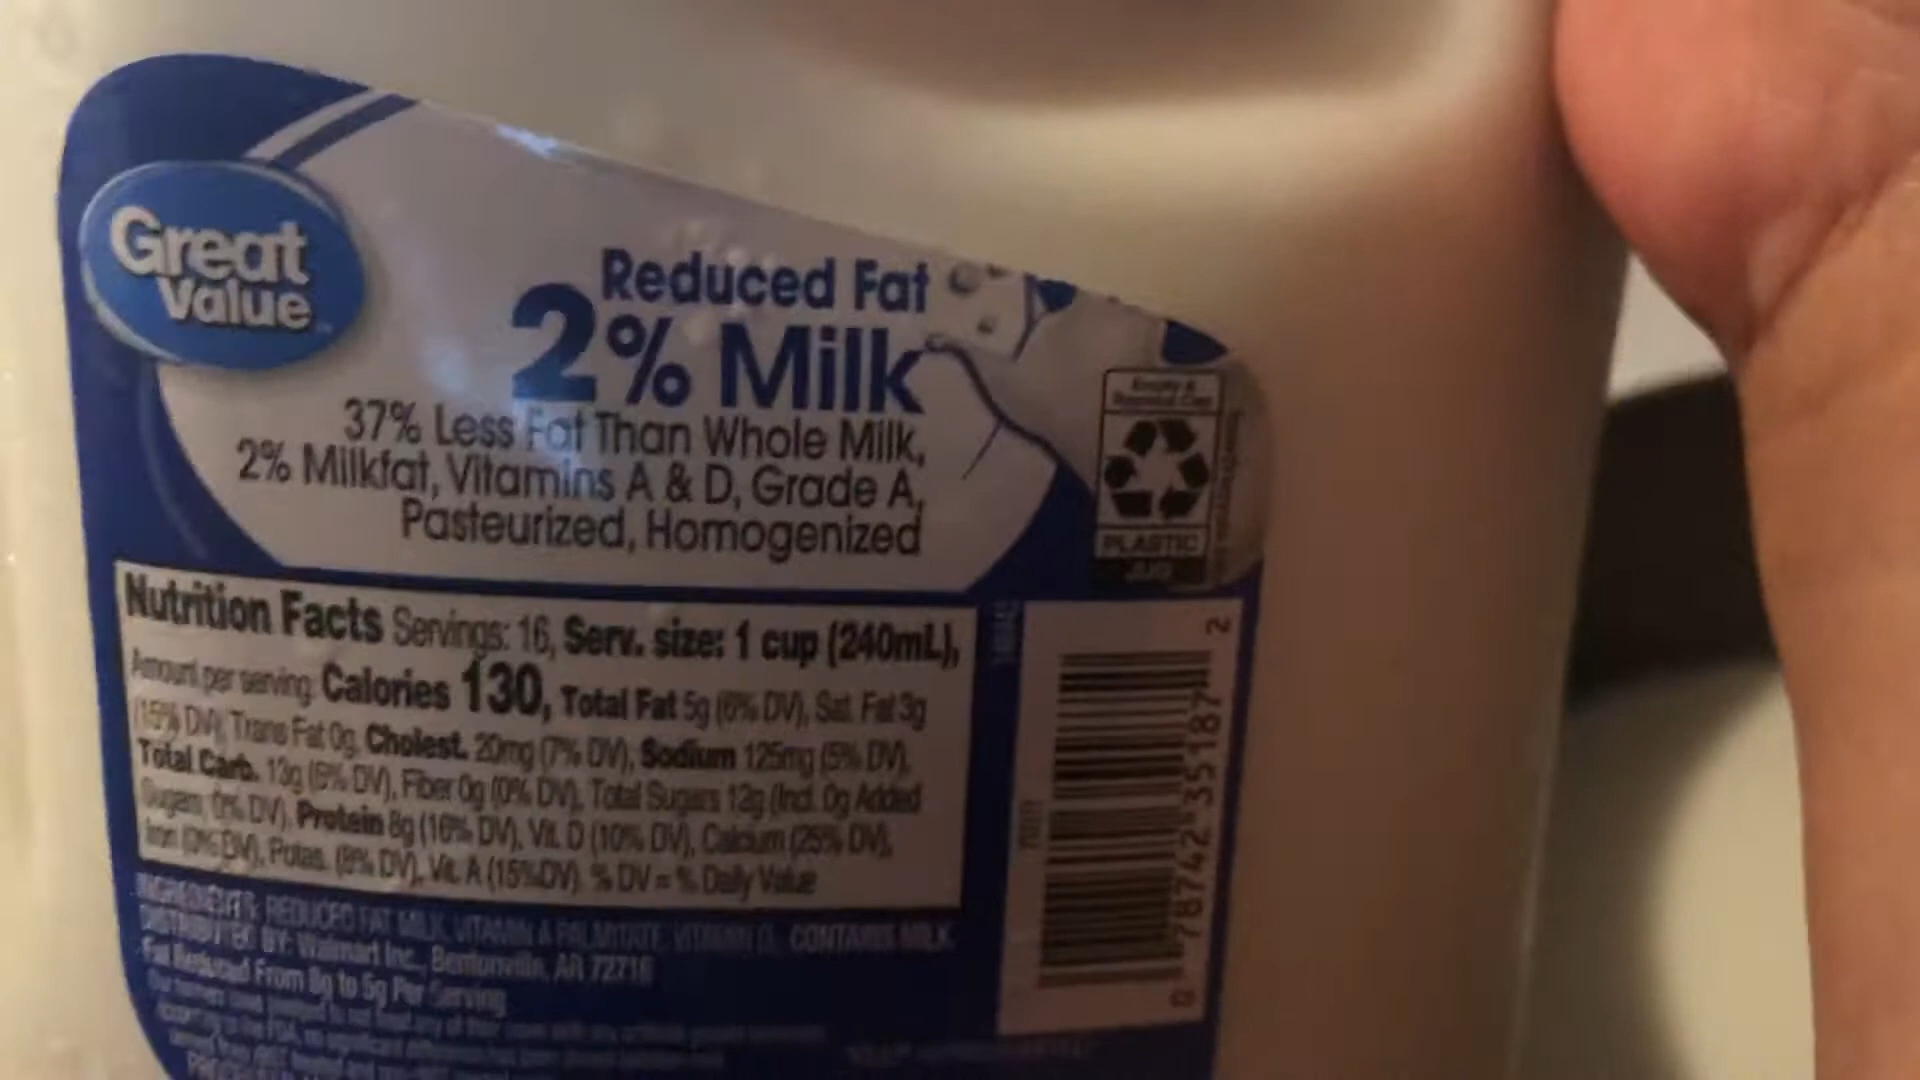 Great
Value
Reduced Fat
2% Milk
37% Less Fat Than Whole Milk,
2% Milkfat, Vitamins A & D, Grade A,
Pasteurized, Homogenized
Empty &
PLASTIC
JUG
Nutrition Facts Servings: 16, Serv. size: 1 cup (240mL),
Amount per serving: Calories 130, Total Fat 5g (6% DV), Sat. Fat 3g
(15% DV), Trans Fat 0g, Cholest. 20mg (7% DV), Sodium 125mg (5% DV),
Total Carb. 13g (5% DV), Fiber 0g (0% DV), Total Sugars 12g (Incl. 0g Added
Sugars, 0% DV), Protein 8g (16% DV), Vit. D (10% DV), Calcium (25% DV),
Iron (0% DV), Potas. (8% DV), Vit. A (15%DV) % DV = % Daily Value
INGREDIENTS: REDUCED FAT MILK, VITAMIN A PALMITATE, VITAMIN D3. CONTAINS MILK.
DISTRIBUTED BY: Walmart Inc., Bentonville, AR 72716
Fat Reduced From 8g to 5g Per Serving
0 78742 35187 2